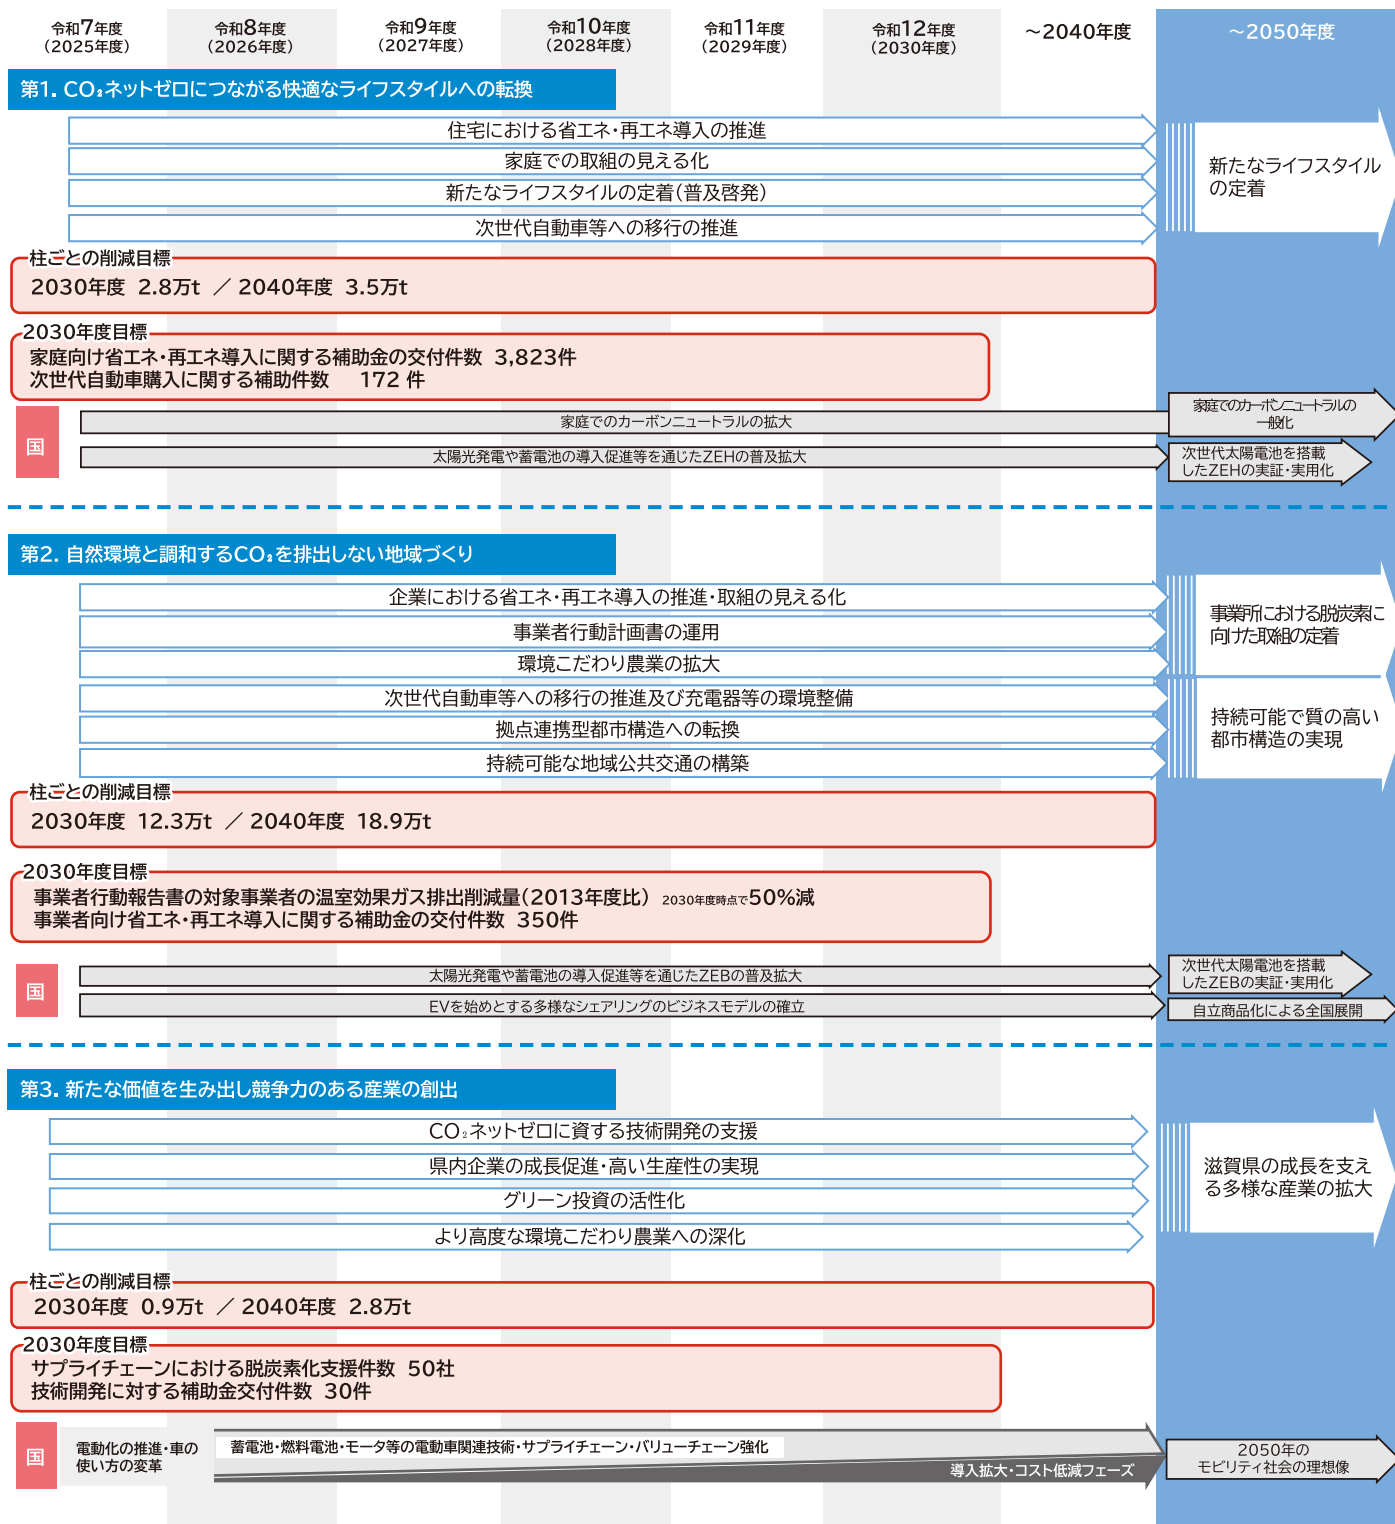 令和7年度
（2025年度）
令和8年度
（2026年度）
令和9年度
（2027年度）
令和10年度
（2028年度）
令和11年度
（2029年度）
令和12年度
（2030年度）
～2040年度
～2050年度
第1. CO₂ネットゼロにつながる快適なライフスタイルへの転換
住宅における省エネ・再エネ導入の推進
家庭での取組の見える化
新たなライフスタイルの定着（普及啓発）
次世代自動車等への移行の推進
新たなライフスタイル
の定着
柱ごとの削減目標
2030年度 2.8万t ／ 2040年度 3.5万t
2030年度目標
家庭向け省エネ・再エネ導入に関する補助金の交付件数 3,823件
次世代自動車購入に関する補助件数 172 件
国
家庭でのカーボンニュートラルの拡大
家庭でのカーボンニュートラルの
一般化
太陽光発電や蓄電池の導入促進等を通じたZEHの普及拡大
次世代太陽電池を搭載
したZEHの実証・実用化
第2. 自然環境と調和するCO₂を排出しない地域づくり
企業における省エネ・再エネ導入の推進・取組の見える化
事業者行動計画書の運用
環境こだわり農業の拡大
次世代自動車等への移行の推進及び充電器等の環境整備
拠点連携型都市構造への転換
持続可能な地域公共交通の構築
事業所における脱炭素に
向けた取組の定着
持続可能で質の高い
都市構造の実現
柱ごとの削減目標
2030年度 12.3万t ／ 2040年度 18.9万t
2030年度目標
事業者行動報告書の対象事業者の温室効果ガス排出削減量（2013年度比） 2030年度時点で50%減
事業者向け省エネ・再エネ導入に関する補助金の交付件数 350件
国
太陽光発電や蓄電池の導入促進等を通じたZEBの普及拡大
次世代太陽電池を搭載
したZEBの実証・実用化
EVを始めとする多様なシェアリングのビジネスモデルの確立
自立商品化による全国展開
第3. 新たな価値を生み出し競争力のある産業の創出
CO₂ネットゼロに資する技術開発の支援
県内企業の成長促進・高い生産性の実現
グリーン投資の活性化
より高度な環境こだわり農業への深化
滋賀県の成長を支え
る多様な産業の拡大
柱ごとの削減目標
2030年度 0.9万t ／ 2040年度 2.8万t
2030年度目標
サプライチェーンにおける脱炭素化支援件数 50社
技術開発に対する補助金交付件数 30件
国
電動化の推進・車の
使い方の変革
蓄電池・燃料電池・モータ等の電動車関連技術・サプライチェーン・バリューチェーン強化
導入拡大・コスト低減フェーズ
2050年の
モビリティ社会の理想像